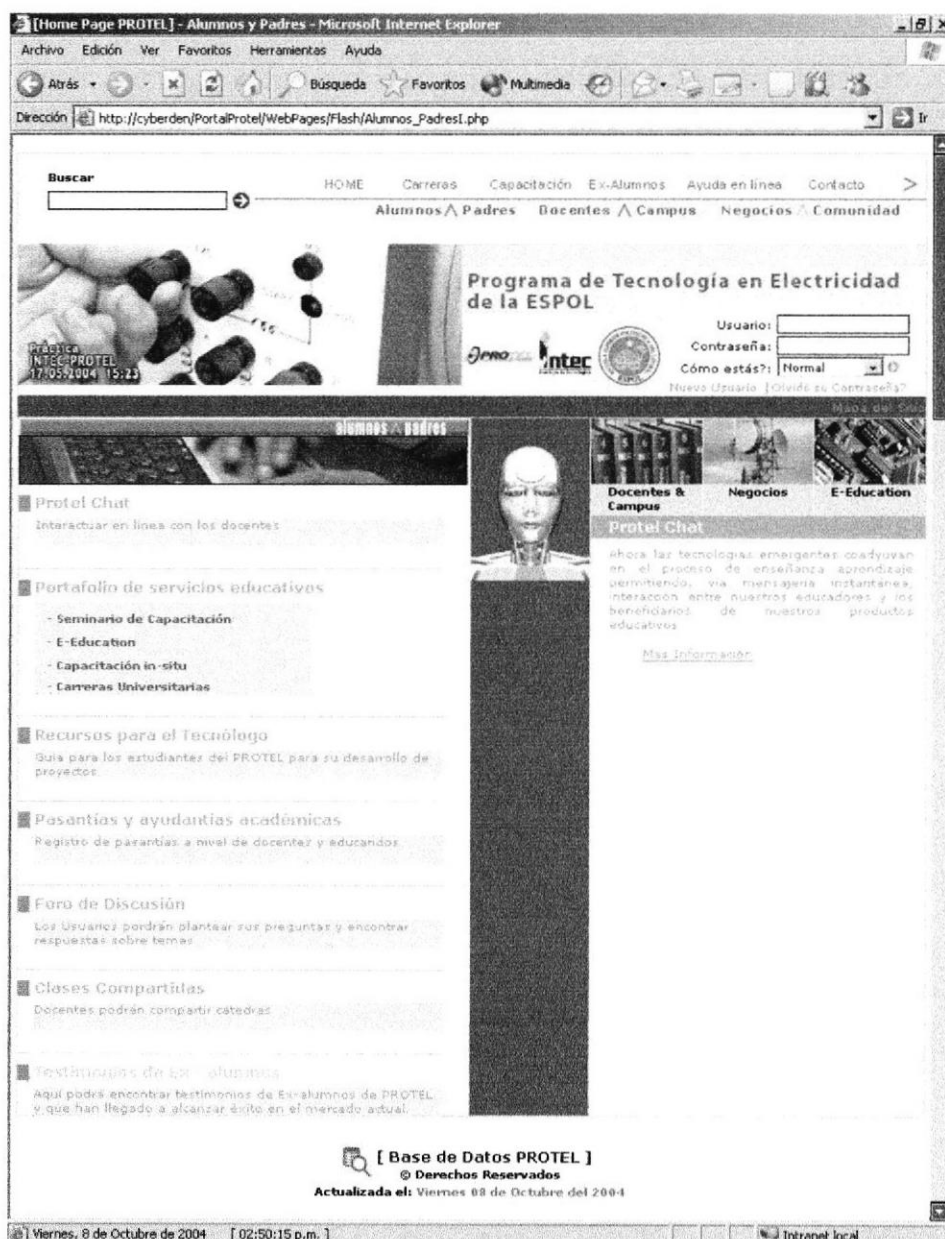 [Home Page PROTEL] - Alumnos y Padres - Microsoft Internet Explorer
Archivo Edición Ver Favoritos Herramientas Ayuda
Atrás Búsqueda Favoritos Multimedia
Dirección http://cyberden/PortalProtel/WebPages/Flash/Alumnos_PadresI.php Ir
Buscar
HOME Carreras Capacitación Ex-Alumnos Ayuda en línea Contacto >
Alumnos Padres Docentes Campus Negocios Comunidad
Programa de Tecnología en Electricidad
de la ESPOL
Práctica
INTEC-PROTEL
17.05.2004 15:23
PROTEL intec ESPOL
Usuario:
Contraseña:
Cómo estás?: Normal
Nuevo Usuario | Olvido su Contraseña?
Mapa del Sitio
alumnos padres
Protel Chat
Interactuar en línea con los docentes
Portafolio de servicios educativos
- Seminario de Capacitación
- E-Education
- Capacitación in-situ
- Carreras Universitarias
Recursos para el Tecnólogo
Guia para los estudiantes del PROTEL para su desarrollo de
proyectos
Pasantías y ayudantías académicas
Registro de pasantías a nivel de docentes y educandos
Foro de Discusión
Los Usuarios pordrán plantear sus preguntas y encontrar
respuestas sobre temas
Clases Compartidas
Docentes podrán compartir catedras
Testimonios de Ex - alumnos
Aqui podrá encontrar testimonios de Ex-alumnos de PROTEL
y que han llegado a alcanzar éxito en el mercado actual.
Docentes &
Campus
Negocios
E-Education
Protel Chat
Ahora las tecnologías emergentes coadyuvan
en el proceso de enseñanza aprendizaje
permitiendo, via mensajeria instantánea,
interacción entre nuestros educadores y los
beneficiarios de nuestros productos
educativos
Mas Información
[ Base de Datos PROTEL ]
© Derechos Reservados
Actualizada el: Viernes 08 de Octubre del 2004
Viernes, 8 de Octubre de 2004 [ 02:50:15 p.m. ] Intranet local